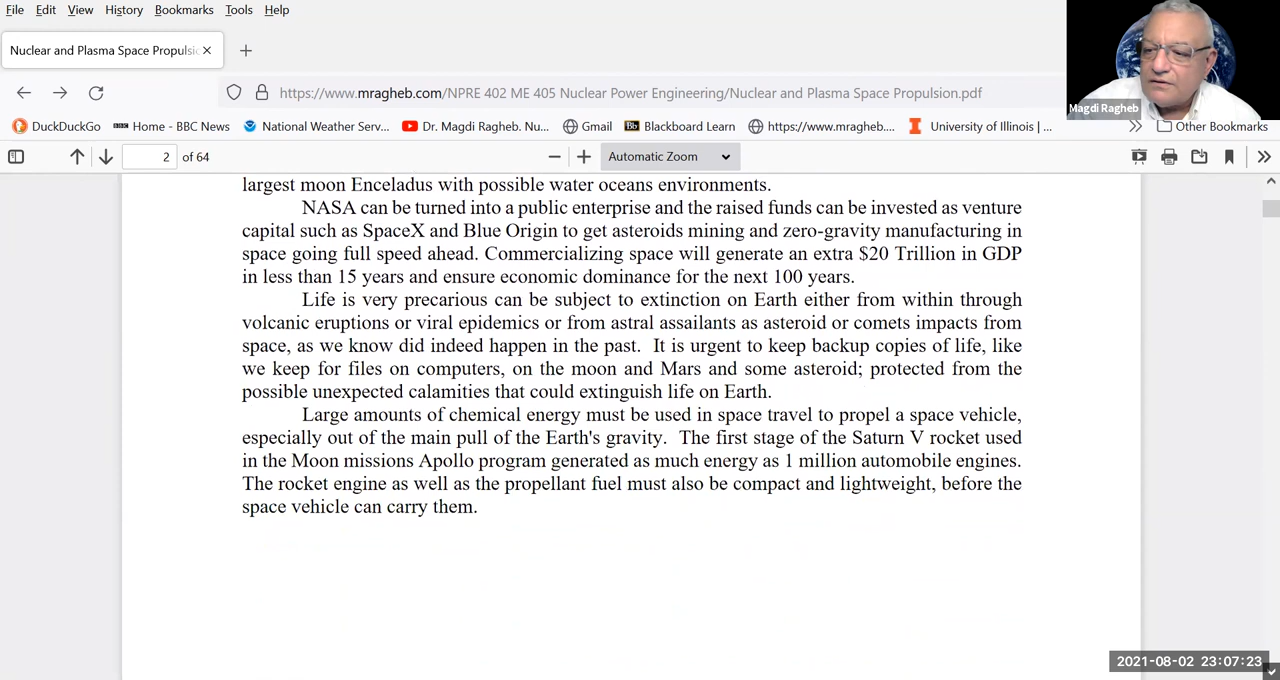 File Edit View History Bookmarks Tools Help
Nuclear and Plasma Space Propulsic
https://www.mragheb.com/NPRE 402 ME 405 Nuclear Power Engineering/Nuclear and Plasma Space Propulsion.pdf
Magdi Ragheb
DuckDuckGo BBC Home - BBC News National Weather Serv... Dr. Magdi Ragheb. Nu... Gmail Bb Blackboard Learn https://www.mragheb.... University of Illinois |... Other Bookmarks
2 of 64 Automatic Zoom
largest moon Enceladus with possible water oceans environments.
NASA can be turned into a public enterprise and the raised funds can be invested as venture
capital such as SpaceX and Blue Origin to get asteroids mining and zero-gravity manufacturing in
space going full speed ahead. Commercializing space will generate an extra $20 Trillion in GDP
in less than 15 years and ensure economic dominance for the next 100 years.
Life is very precarious can be subject to extinction on Earth either from within through
volcanic eruptions or viral epidemics or from astral assailants as asteroid or comets impacts from
space, as we know did indeed happen in the past. It is urgent to keep backup copies of life, like
we keep for files on computers, on the moon and Mars and some asteroid; protected from the
possible unexpected calamities that could extinguish life on Earth.
Large amounts of chemical energy must be used in space travel to propel a space vehicle,
especially out of the main pull of the Earth's gravity. The first stage of the Saturn V rocket used
in the Moon missions Apollo program generated as much energy as 1 million automobile engines.
The rocket engine as well as the propellant fuel must also be compact and lightweight, before the
space vehicle can carry them.
2021-08-02 23:07:23